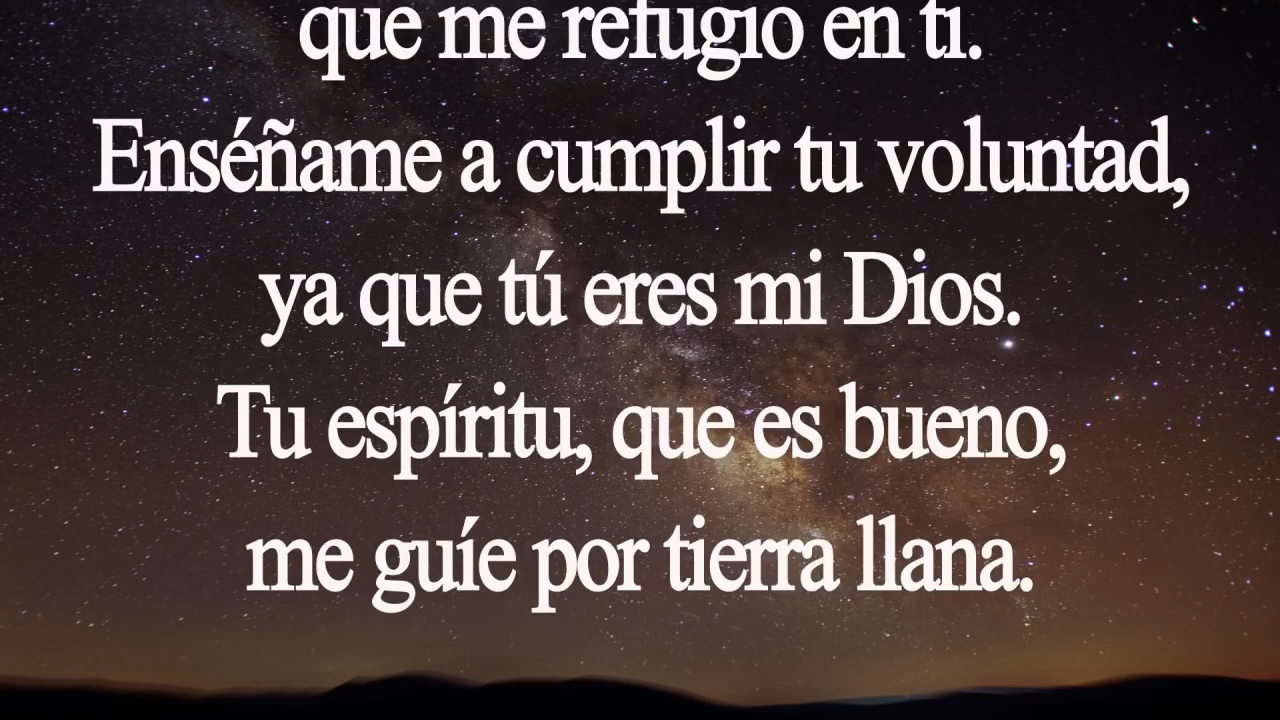 que me refugio en ti.
Enséñame a cumplir tu voluntad,
ya que tú eres mi Dios.
Tu espíritu, que es bueno,
me guíe por tierra llana.